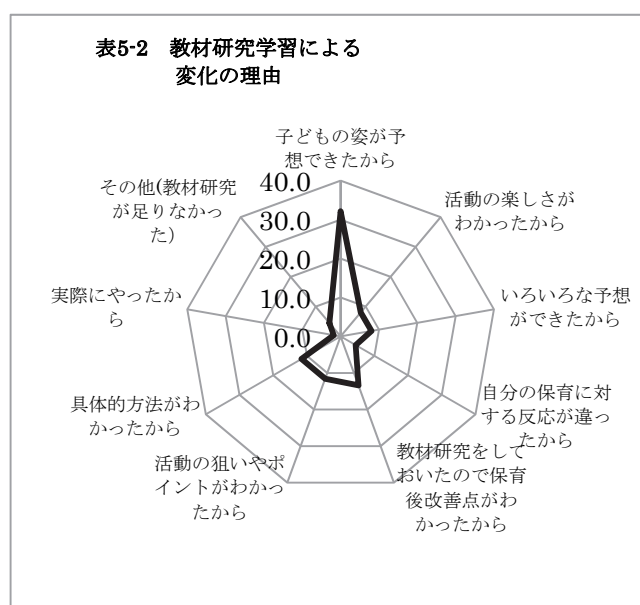 表5-2　教材研究学習による
変化の理由
子どもの姿が予
想できたから
活動の楽しさが
わかったから
いろいろな予想
ができたから
自分の保育に対
する反応が違っ
たから
教材研究をして
おいたので保育
後改善点がわ
かったから
活動の狙いやポ
イントがわかっ
たから
具体的方法がわ
かったから
実際にやったか
ら
その他(教材研究
が足りなかっ
た）
40.0
30.0
20.0
10.0
0.0